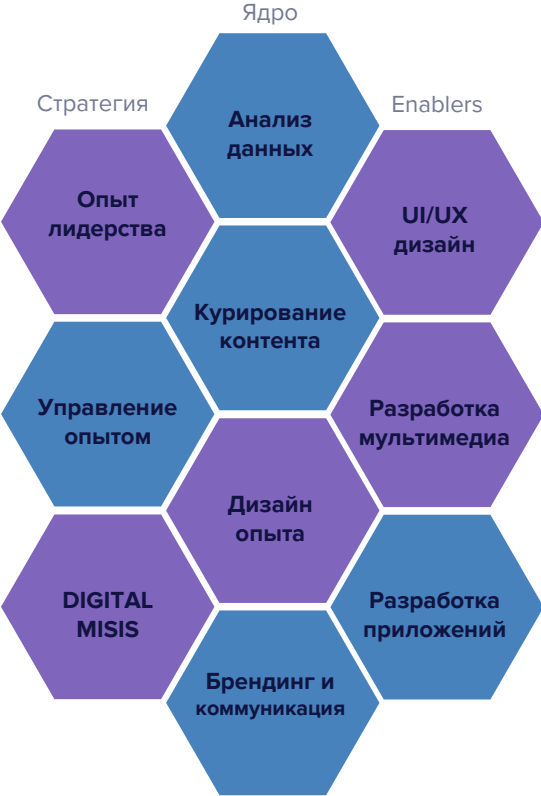 Ядро
Стратегия
Enablers
Анализ
данных
Опыт
лидерства
UI/UX
дизайн
Курирование
контента
Управление
опытом
Разработка
мультимедиа
Дизайн
опыта
DIGITAL
MISIS
Разработка
приложений
Брендинг и
коммуникация